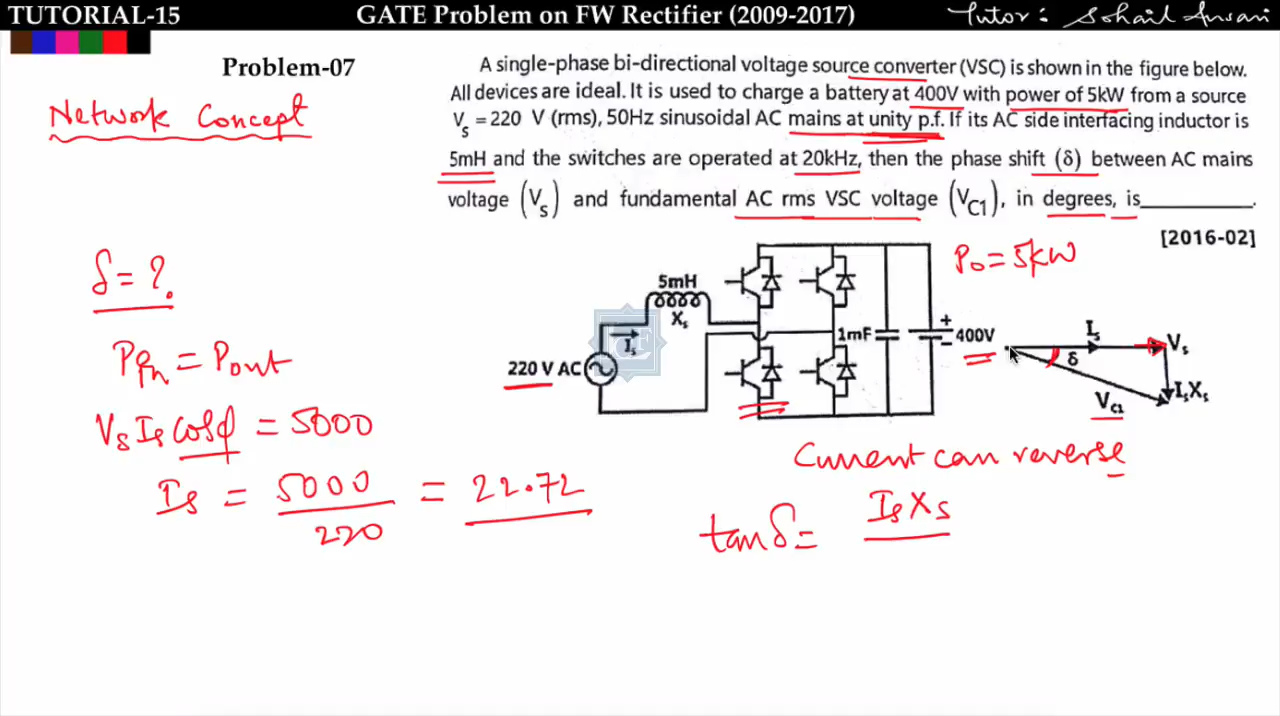 TUTORIAL-15
GATE Problem on FW Rectifier (2009-2017)
Tutor: Sohail Ansari
Problem-07
Network Concept
A single-phase bi-directional voltage source converter (VSC) is shown in the figure below.
All devices are ideal. It is used to charge a battery at 400V with power of 5kW from a source
Vs = 220 V (rms), 50Hz sinusoidal AC mains at unity p.f. If its AC side interfacing inductor is
5mH and the switches are operated at 20kHz, then the phase shift (δ) between AC mains
voltage (Vs) and fundamental AC rms VSC voltage (VC1), in degrees, is________.
[2016-02]
δ = ?
Pin = Pout
Vs Is cosφ = 5000
Is = 5000/220 = 22.72
5mH
Xs
Is
220 V AC
1mF
+
-
400V
Po = 5kW
Is
Vs
δ
VC1
IsXs
Current can reverse
tanδ = IsXs